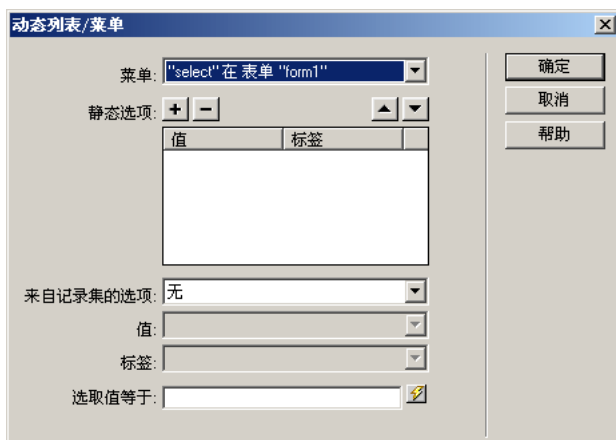 动态列表/菜单
菜单: "select"在 表单 "form1"
确定
静态选项:
取消
值 标签
帮助
来自记录集的选项: 无
值:
标签:
选取值等于: